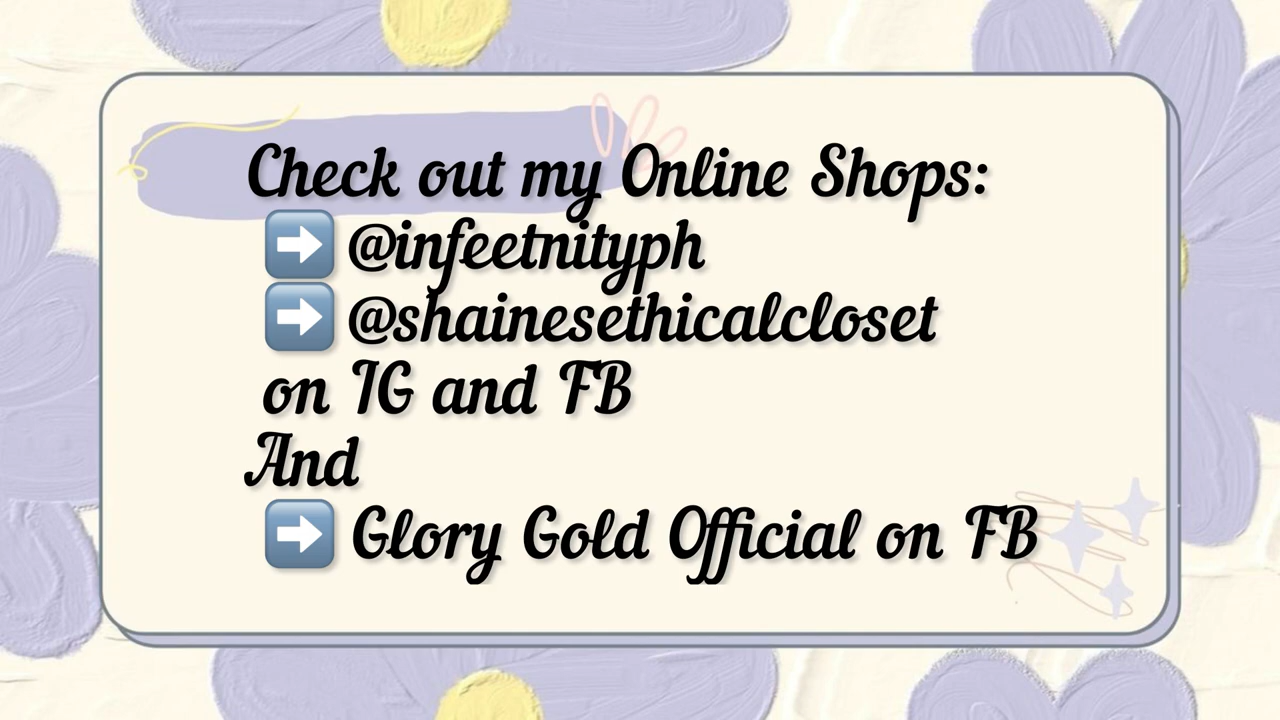 Check out my Online Shops:
➡️ @infeetnityph
➡️ @shainesethicalcloset
on IG and FB
And
➡️ Glory Gold Official on FB